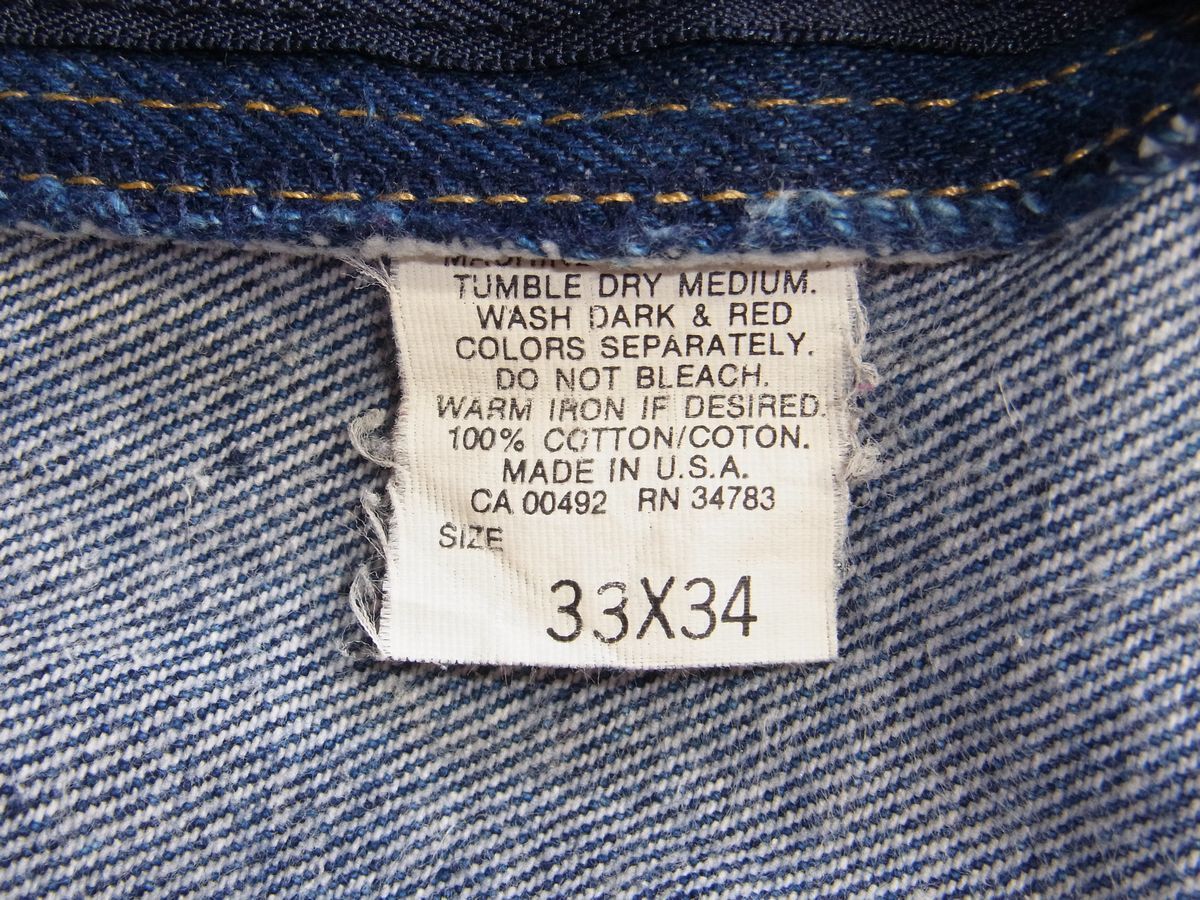 TUMBLE DRY MEDIUM.
WASH DARK & RED
COLORS SEPARATELY.
DO NOT BLEACH.
WARM IRON IF DESIRED.
100% COTTON/COTON.
MADE IN U.S.A.
CA 00492 RN 34783
SIZE
33X34